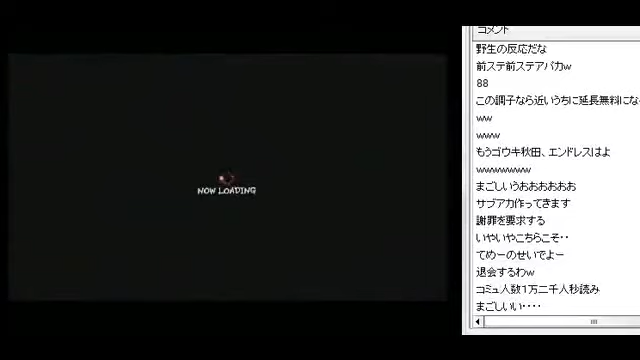 コメント
野生の反応だな
前ステ前ステアパカw
88
この調子なら近いうちに延長無料にな
ww
www
もうゴウキ秋田、エンドレスはよ
wwwwwwww
まごしいうおおおおおお
サブアカ作ってきます
謝罪を要求する
いやいやこちらこそ・・
てめーのせいでよー
退会するわw
コミュ人数1万二千人秒読み
まごしいい・・・・
NOW LOADING